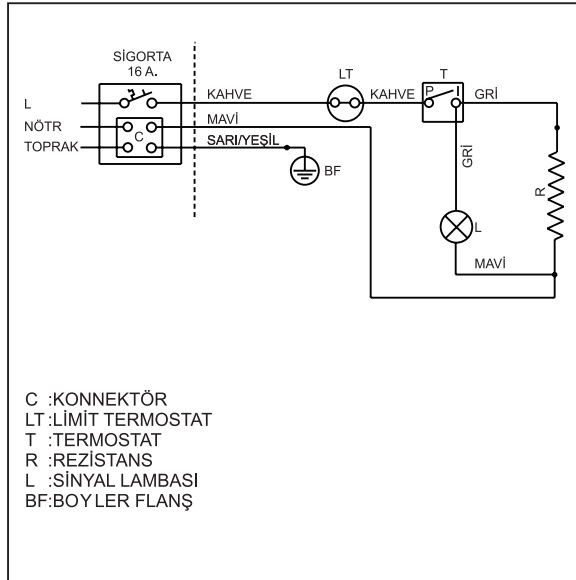 SİGORTA
16 A.
LT
T
L
KAHVE
KAHVE
P
I
GRİ
NÖTR
MAVİ
C
TOPRAK
SARI/YEŞİL
BF
GRİ
R
L
MAVİ
C :KONNEKTÖR
LT:LİMİT TERMOSTAT
T :TERMOSTAT
R :REZİSTANS
L :SİNYAL LAMBASI
BF:BOYLER FLANŞ